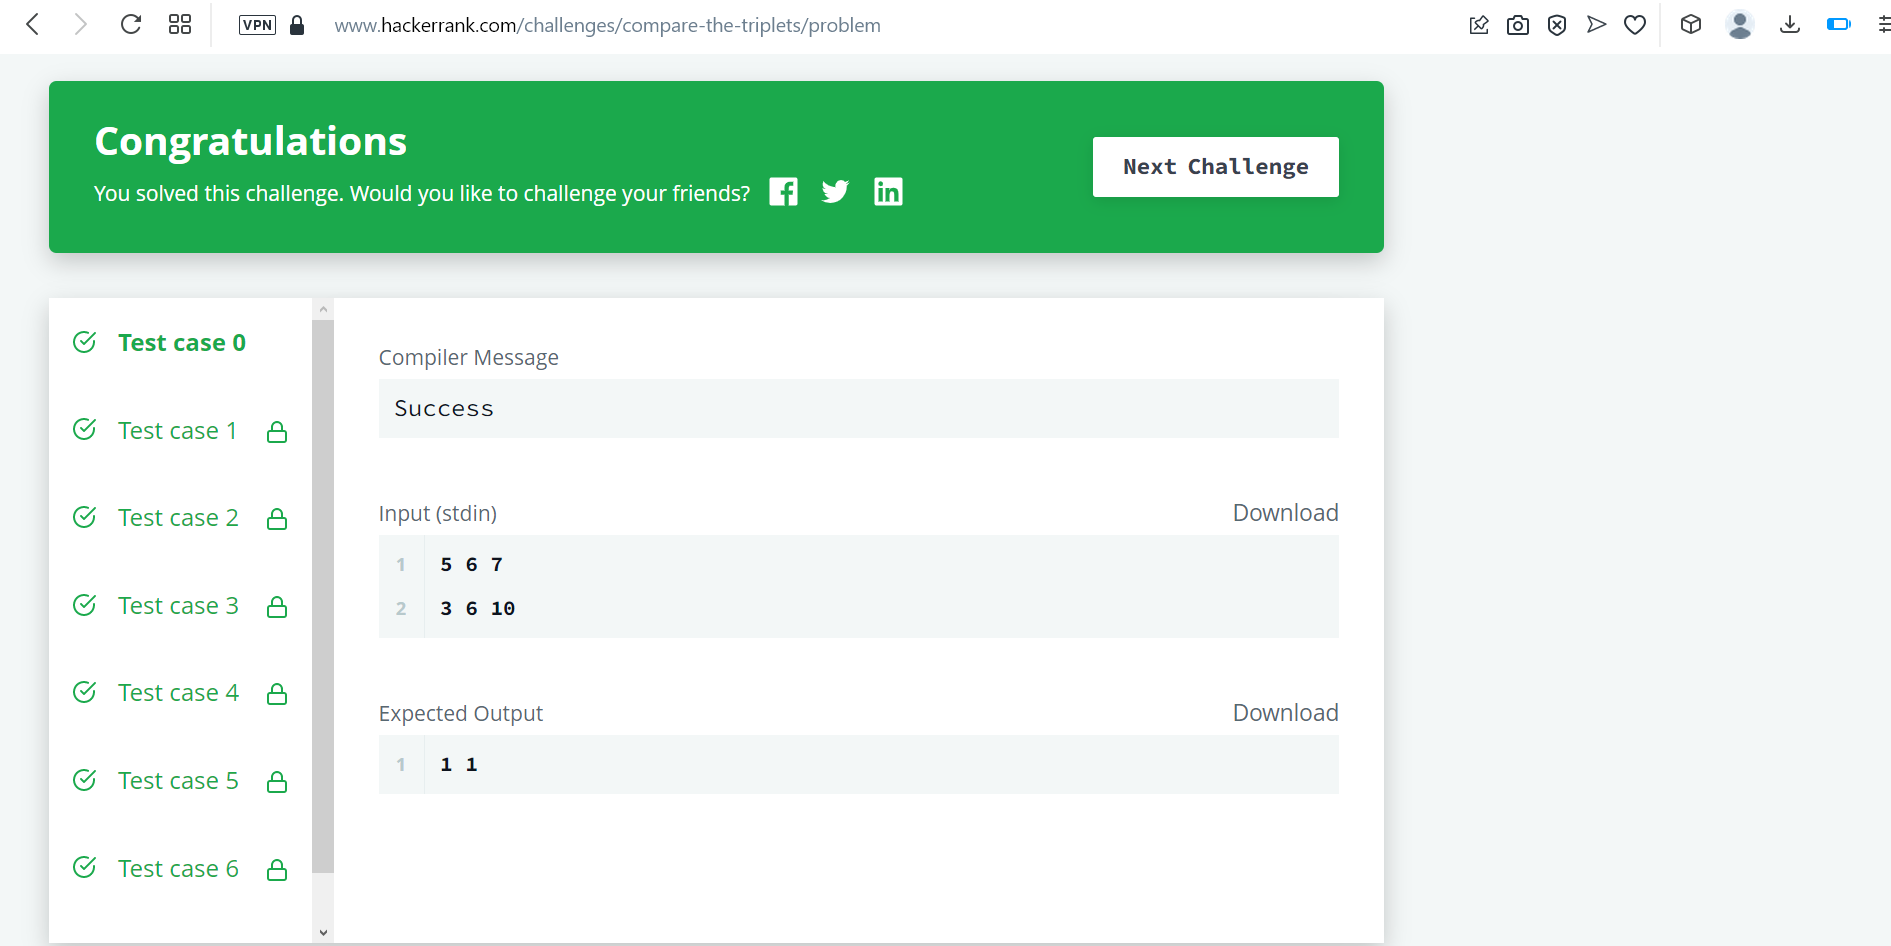 VPN www.hackerrank.com/challenges/compare-the-triplets/problem
Congratulations
You solved this challenge. Would you like to challenge your friends?
Next Challenge
Test case 0
Test case 1
Test case 2
Test case 3
Test case 4
Test case 5
Test case 6
Compiler Message
Success
Input (stdin) Download
1 5 6 7
2 3 6 10
Expected Output Download
1 1 1